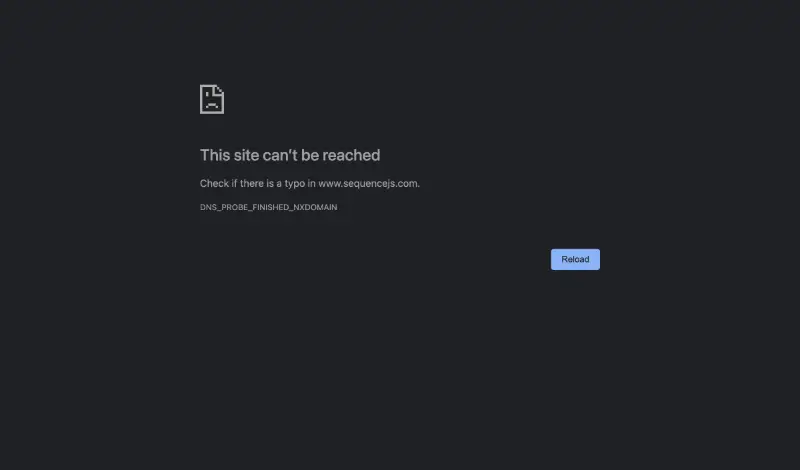 This site can’t be reached
Check if there is a typo in www.sequencejs.com.
DNS_PROBE_FINISHED_NXDOMAIN
Reload